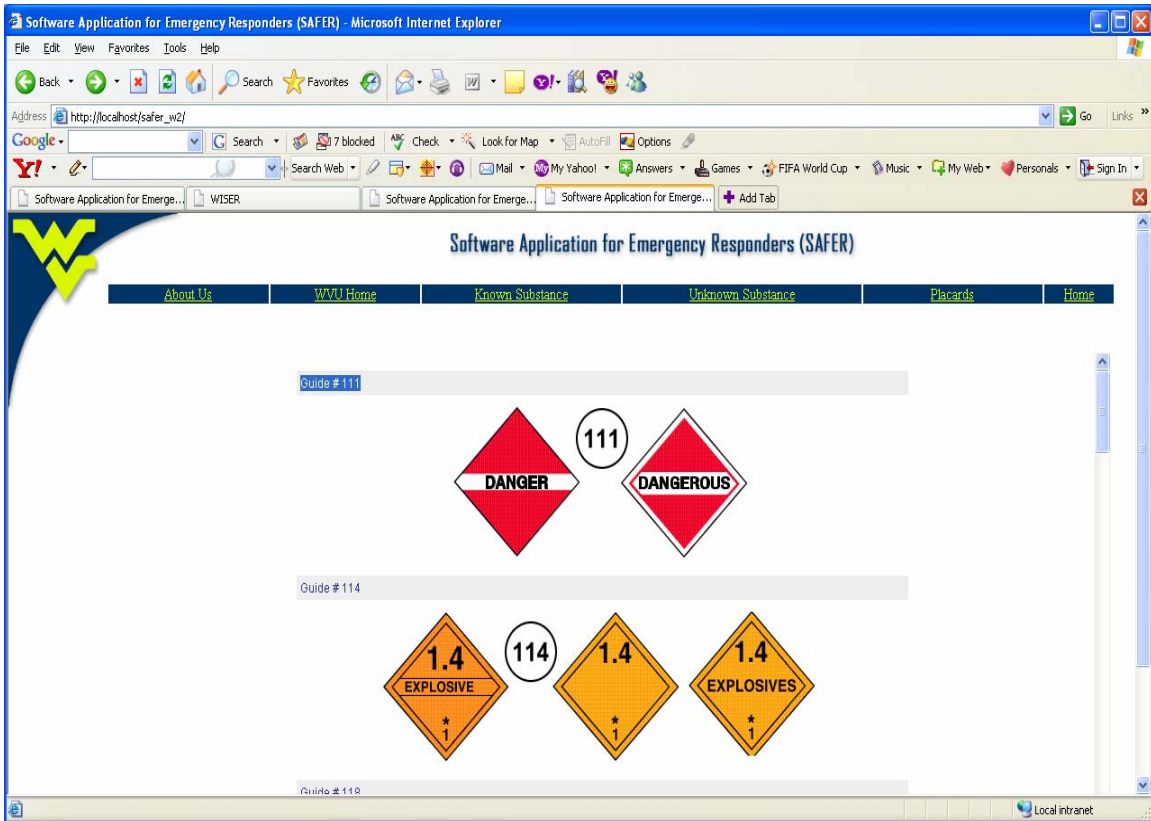 Software Application for Emergency Responders (SAFER) - Microsoft Internet Explorer
File Edit View Favorites Tools Help
Back Search Favorites
Address http://localhost/safer_w2/ Go Links »
Google Search 7 blocked ABC Check Look for Map AutoFill Options
Y! Search Web Mail My Yahoo! Answers Games FIFA World Cup Music My Web Personals Sign In
Software Application for Emerge... WISER Software Application for Emerge... Software Application for Emerge... Add Tab
Software Application for Emergency Responders (SAFER)
About Us WVU Home Known Substance Unknown Substance Placards Home
Guide # 111
111
DANGER DANGEROUS
Guide # 114
1.4 114 1.4 1.4
EXPLOSIVE EXPLOSIVES
* * *
1 1 1
Guide # 118
Local intranet